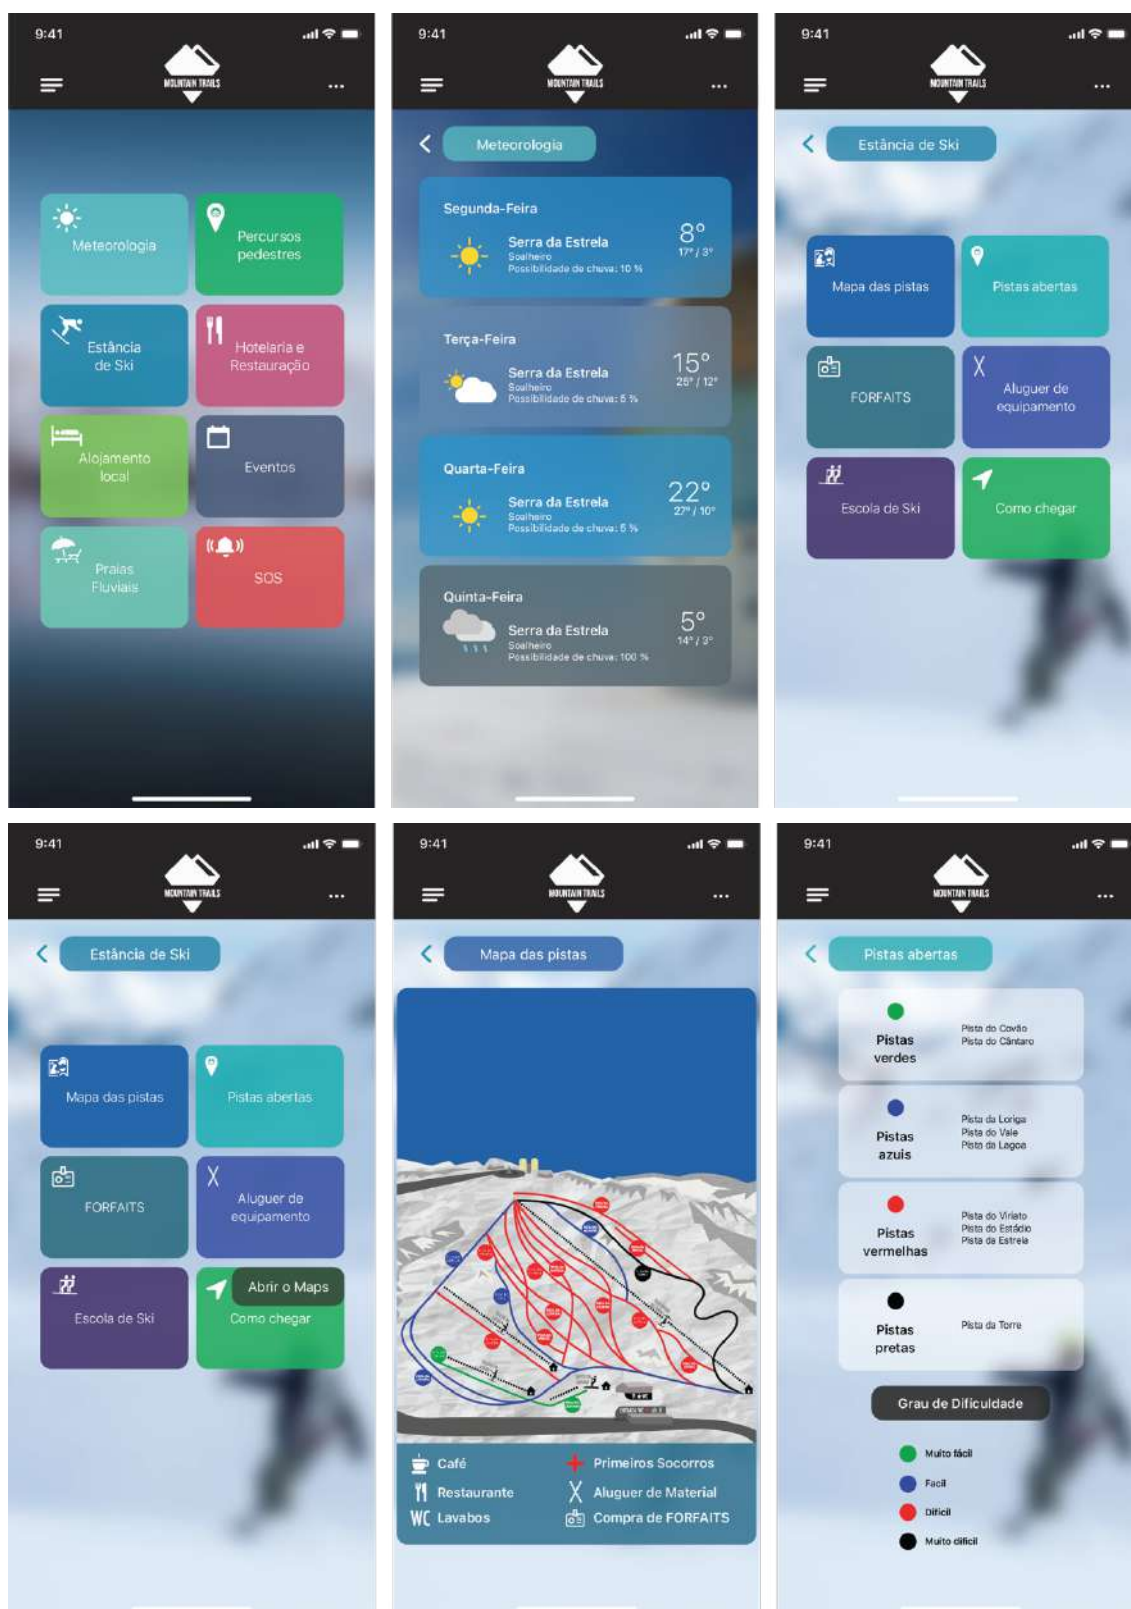 9:41
MOUNTAIN TRAILS
Meteorologia
Percursos
pedestres
Estância
de Ski
Hotelaria e
Restauração
Alojamento
local
Eventos
Praias
Fluviais
SOS
9:41
MOUNTAIN TRAILS
Meteorologia
Segunda-Feira
Serra da Estrela
Soalheiro
Possibilidade de chuva: 10 %
8°
17° / 3°
Terça-Feira
Serra da Estrela
Soalheiro
Possibilidade de chuva: 5 %
15°
25° / 12°
Quarta-Feira
Serra da Estrela
Soalheiro
Possibilidade de chuva: 5 %
22°
27° / 10°
Quinta-Feira
Serra da Estrela
Soalheiro
Possibilidade de chuva: 100 %
5°
14° / 3°
9:41
MOUNTAIN TRAILS
Estância de Ski
Mapa das pistas
Pistas abertas
FORFAITS
Aluguer de
equipamento
Escola de Ski
Como chegar
9:41
MOUNTAIN TRAILS
Estância de Ski
Mapa das pistas
Pistas abertas
FORFAITS
Aluguer de
equipamento
Escola de Ski
Abrir o Maps
Como chegar
9:41
MOUNTAIN TRAILS
Mapa das pistas
Café
Primeiros Socorros
Restaurante
Aluguer de Material
WC Lavabos
Compra de FORFAITS
9:41
MOUNTAIN TRAILS
Pistas abertas
Pistas
verdes
Pista do Covão
Pista do Cântaro
Pistas
azuis
Pista da Loriga
Pista do Vale
Pista da Lagoa
Pistas
vermelhas
Pista do Viriato
Pista do Estádio
Pista da Estrela
Pistas
pretas
Pista da Torre
Grau de Dificuldade
Muito fácil
Facil
Dificil
Muito dificil